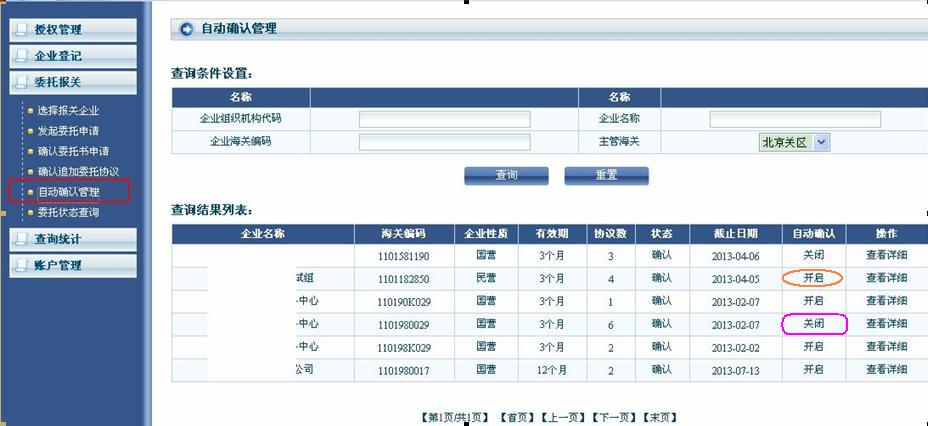 授权管理
企业登记
委托报关
选择报关企业
发起委托申请
确认委托书申请
确认追加委托协议
自动确认管理
委托状态查询
查询统计
账户管理
自动确认管理
查询条件设置：
名称 名称
企业组织机构代码 企业名称
企业海关编码 主管海关 北京关区
查询 重置
查询结果列表：
企业名称 海关编码 企业性质 有效期 协议数 状态 截止日期 自动确认 操作
1101581190 国营 3个月 3 确认 2013-04-06 关闭 查看详细
试组 1101182850 民营 3个月 4 确认 2013-04-05 开启 查看详细
中心 110190K029 国营 3个月 1 确认 2013-02-07 开启 查看详细
中心 1101980029 国营 3个月 6 确认 2013-02-07 关闭 查看详细
中心 110198K029 国营 3个月 2 确认 2013-02-02 开启 查看详细
公司 1101980017 国营 12个月 2 确认 2013-07-13 开启 查看详细
【第1页/共1页】 【首页】【上一页】【下一页】【末页】